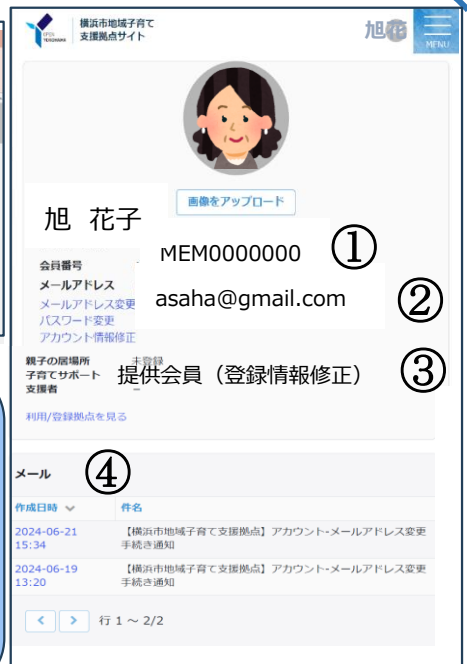 横浜市地域子育て
支援拠点サイト
旭花
MENU
画像をアップロード
旭 花子
会員番号 MEM0000000 ①
メールアドレス asaha@gmail.com ②
メールアドレス変更
パスワード変更
アカウント情報修正
親子の居場所 未登録
子育てサポート 提供会員（登録情報修正） ③
支援者
利用/登録拠点を見る
メール ④
作成日時 件名
2024-06-21 【横浜市地域子育て支援拠点】アカウント-メールアドレス変更
15:34 手続き通知
2024-06-19 【横浜市地域子育て支援拠点】アカウント-メールアドレス変更
13:20 手続き通知
行 1 ～ 2/2